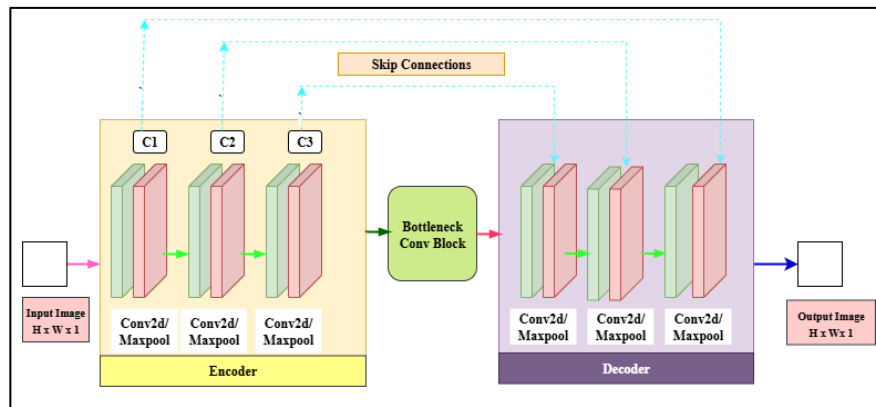 Skip Connections
C1
C2
C3
Bottleneck
Conv Block
Input Image
H x W x 1
Conv2d/
Maxpool
Conv2d/
Maxpool
Conv2d/
Maxpool
Encoder
Conv2d/
Maxpool
Conv2d/
Maxpool
Conv2d/
Maxpool
Decoder
Output Image
H x Wx 1